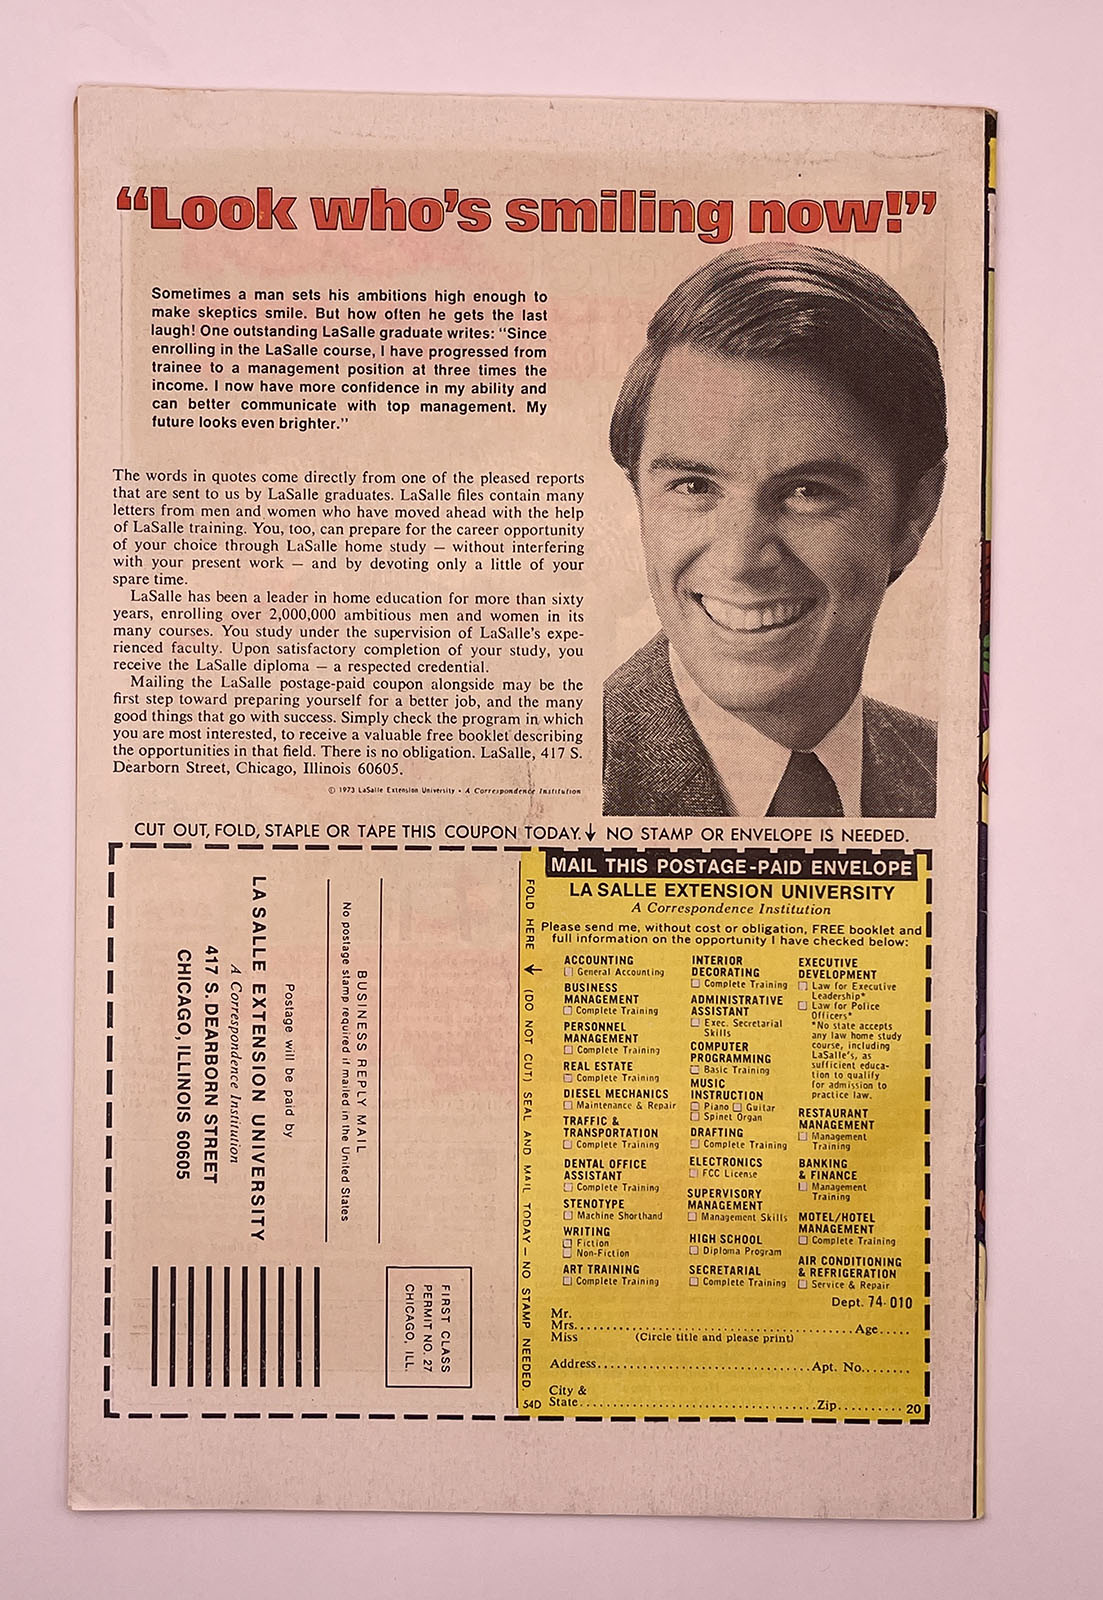 “Look who’s smiling now!”
Sometimes a man sets his ambitions high enough to
make skeptics smile. But how often he gets the last
laugh! One outstanding LaSalle graduate writes: “Since
enrolling in the LaSalle course, I have progressed from
trainee to a management position at three times the
income. I now have more confidence in my ability and
can better communicate with top management. My
future looks even brighter.”
The words in quotes come directly from one of the pleased reports
that are sent to us by LaSalle graduates. LaSalle files contain many
letters from men and women who have moved ahead with the help
of LaSalle training. You, too, can prepare for the career opportunity
of your choice through LaSalle home study — without interfering
with your present work — and by devoting only a little of your
spare time.
LaSalle has been a leader in home education for more than sixty
years, enrolling over 2,000,000 ambitious men and women in its
many courses. You study under the supervision of LaSalle’s expe-
rienced faculty. Upon satisfactory completion of your study, you
receive the LaSalle diploma — a respected credential.
Mailing the LaSalle postage-paid coupon alongside may be the
first step toward preparing yourself for a better job, and the many
good things that go with success. Simply check the program in which
you are most interested, to receive a valuable free booklet describing
the opportunities in that field. There is no obligation. LaSalle, 417 S.
Dearborn Street, Chicago, Illinois 60605.
© 1973 LaSalle Extension University • A Correspondence Institution
CUT OUT, FOLD, STAPLE OR TAPE THIS COUPON TODAY.↓ NO STAMP OR ENVELOPE IS NEEDED.
FIRST CLASS
PERMIT NO. 27
CHICAGO, ILL.
BUSINESS REPLY MAIL
No postage stamp required if mailed in the United States
Postage will be paid by
LA SALLE EXTENSION UNIVERSITY
A Correspondence Institution
417 S. DEARBORN STREET
CHICAGO, ILLINOIS 60605
FOLD HERE → (DO NOT CUT) SEAL AND MAIL TODAY — NO STAMP NEEDED.
54D
MAIL THIS POSTAGE-PAID ENVELOPE
LA SALLE EXTENSION UNIVERSITY
A Correspondence Institution
Please send me, without cost or obligation, FREE booklet and
full information on the opportunity I have checked below:
ACCOUNTING
☐ General Accounting
BUSINESS
MANAGEMENT
☐ Complete Training
PERSONNEL
MANAGEMENT
☐ Complete Training
REAL ESTATE
☐ Complete Training
DIESEL MECHANICS
☐ Maintenance & Repair
TRAFFIC &
TRANSPORTATION
☐ Complete Training
DENTAL OFFICE
ASSISTANT
☐ Complete Training
STENOTYPE
☐ Machine Shorthand
WRITING
☐ Fiction
☐ Non-Fiction
ART TRAINING
☐ Complete Training
INTERIOR
DECORATING
☐ Complete Training
ADMINISTRATIVE
ASSISTANT
☐ Exec. Secretarial
Skills
COMPUTER
PROGRAMMING
☐ Basic Training
MUSIC
INSTRUCTION
☐ Piano ☐ Guitar
☐ Spinet Organ
DRAFTING
☐ Complete Training
ELECTRONICS
☐ FCC License
SUPERVISORY
MANAGEMENT
☐ Management Skills
HIGH SCHOOL
☐ Diploma Program
SECRETARIAL
☐ Complete Training
EXECUTIVE
DEVELOPMENT
☐ Law for Executive
Leadership*
☐ Law for Police
Officers*
*No state accepts
any law home study
course, including
LaSalle’s, as
sufficient educa-
tion to qualify
for admission to
practice law.
RESTAURANT
MANAGEMENT
☐ Management
Training
BANKING
& FINANCE
☐ Management
Training
MOTEL/HOTEL
MANAGEMENT
☐ Complete Training
AIR CONDITIONING
& REFRIGERATION
☐ Service & Repair
Dept. 74-010
Mr.
Mrs. Age
Miss (Circle title and please print)
Address Apt. No.
City &
State Zip 20